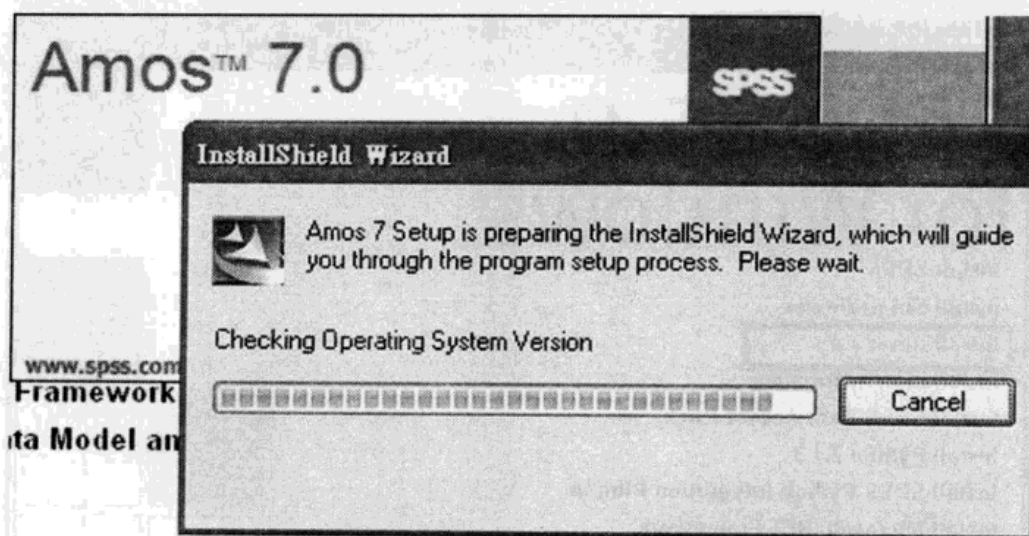 Amos™ 7.0
SPSS
InstallShield Wizard
Amos 7 Setup is preparing the InstallShield Wizard, which will guide
you through the program setup process. Please wait.
Checking Operating System Version
Cancel
www.spss.com
Framework
ta Model an